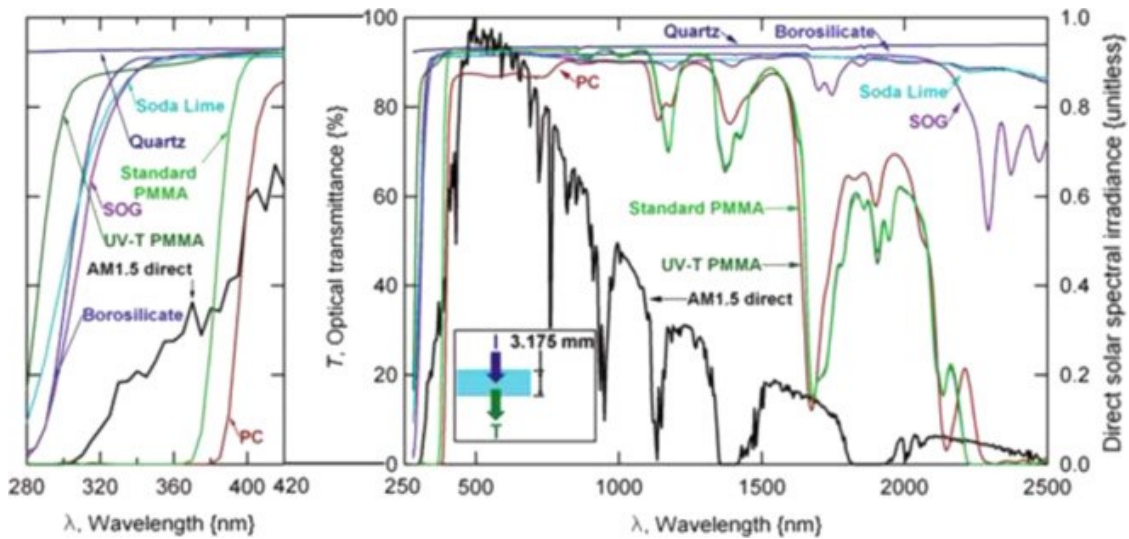 Soda Lime
Quartz
Standard
PMMA
SOG
UV-T PMMA
AM1.5 direct
Borosilicate
PC
280 320 360 400 420
λ, Wavelength {nm}
T, Optical transmittance {%}
100
80
60
40
20
0
Quartz
Borosilicate
PC
Soda Lime
SOG
Standard PMMA
UV-T PMMA
AM1.5 direct
I 3.175 mm
T
250 500 1000 1500 2000 2500
λ, Wavelength {nm}
1.0
0.8
0.6
0.4
0.2
0.0
Direct solar spectral irradiance {unitless}